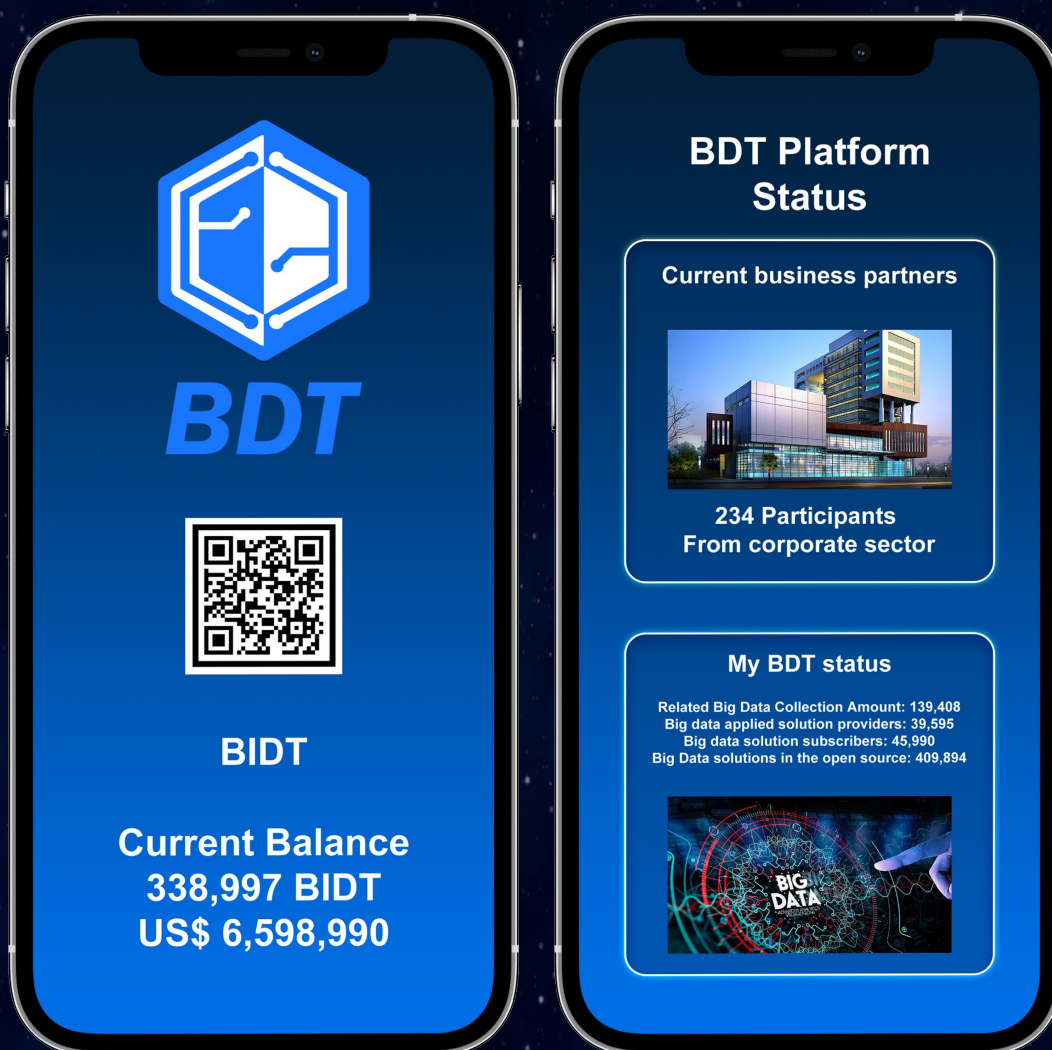 BDT
BIDT
Current Balance
338,997 BIDT
US$ 6,598,990
BDT Platform
Status
Current business partners
234 Participants
From corporate sector
My BDT status
Related Big Data Collection Amount: 139,408
Big data applied solution providers: 39,595
Big data solution subscribers: 45,990
Big Data solutions in the open source: 409,894
BIG
DATA